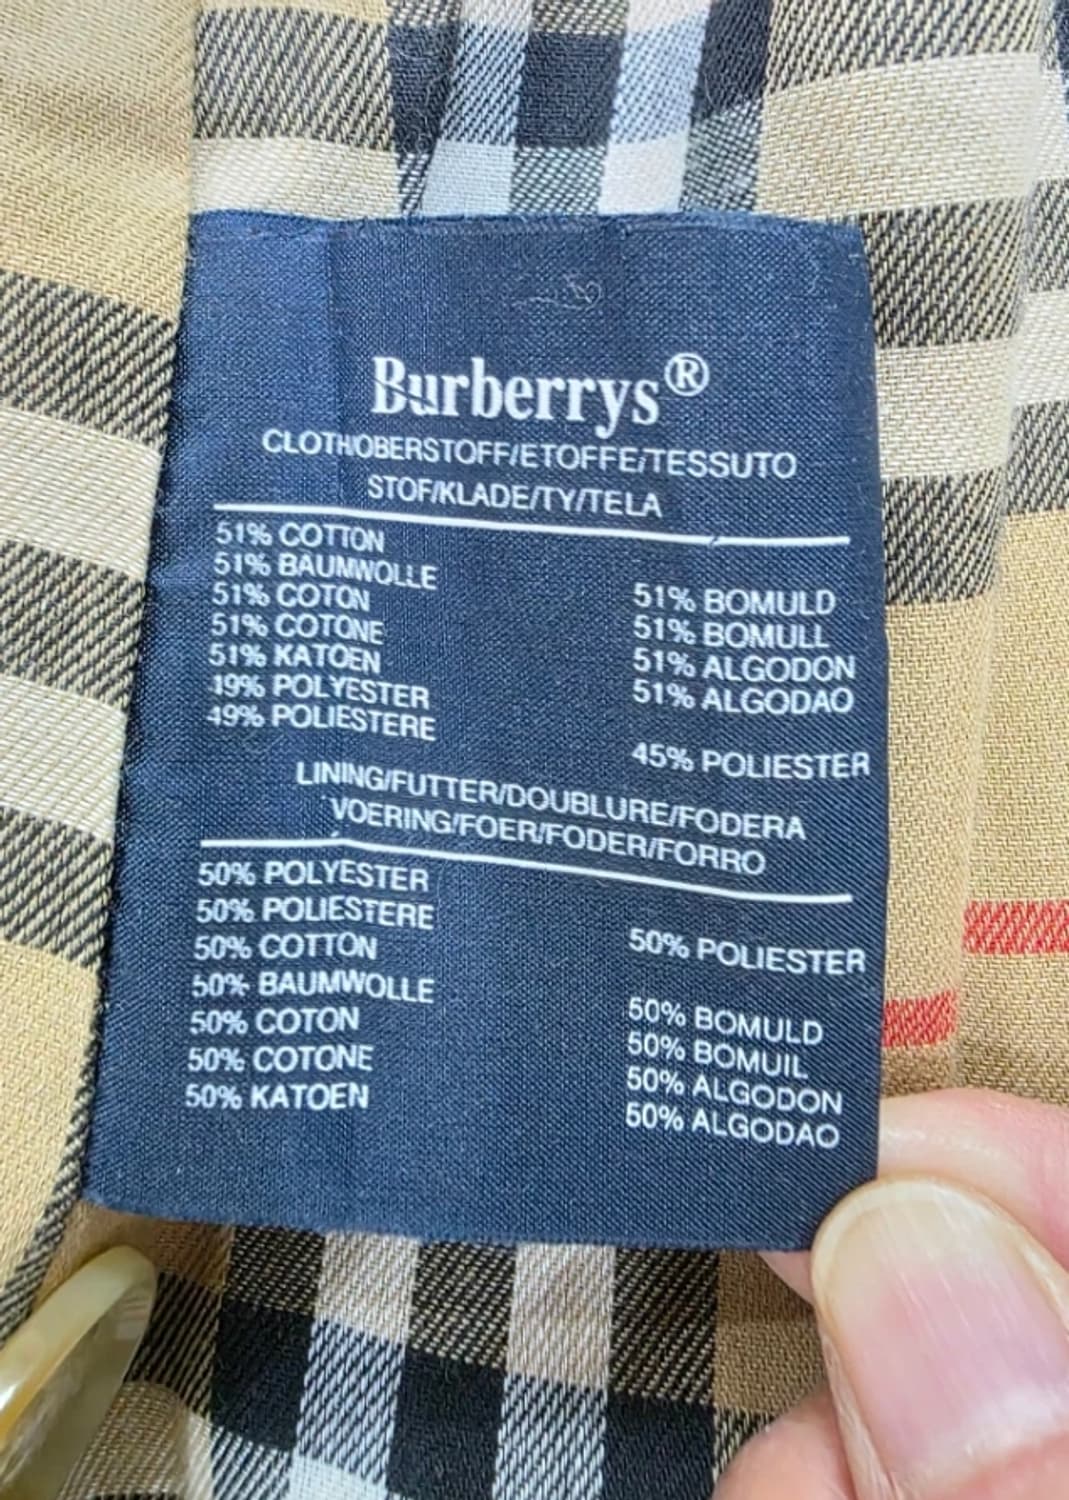 Burberrys®
CLOTH/OBERSTOFF/ETOFFE/TESSUTO
STOF/KLADE/TY/TELA
51% COTTON
51% BAUMWOLLE
51% COTON
51% COTONE
51% KATOEN
49% POLYESTER
49% POLIESTERE
51% BOMULD
51% BOMULL
51% ALGODON
51% ALGODAO
45% POLIESTER
LINING/FUTTER/DOUBLURE/FODERA
VOERING/FOER/FODER/FORRO
50% POLYESTER
50% POLIESTERE
50% COTTON
50% BAUMWOLLE
50% COTON
50% COTONE
50% KATOEN
50% POLIESTER
50% BOMULD
50% BOMUIL
50% ALGODON
50% ALGODAO